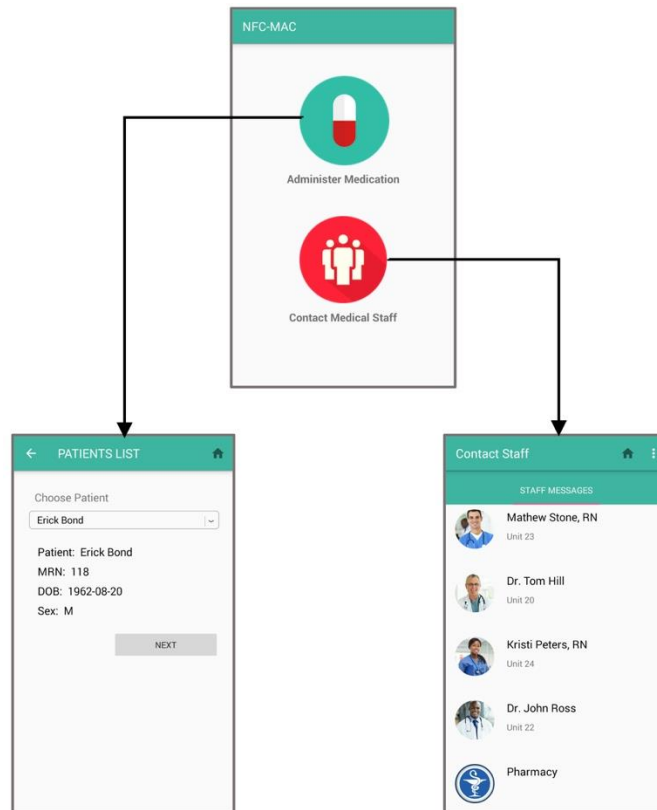 NFC-MAC
Administer Medication
Contact Medical Staff
PATIENTS LIST
Choose Patient
Erick Bond
Patient: Erick Bond
MRN: 118
DOB: 1962-08-20
Sex: M
NEXT
Contact Staff
STAFF MESSAGES
Mathew Stone, RN
Unit 23
Dr. Tom Hill
Unit 20
Kristi Peters, RN
Unit 24
Dr. John Ross
Unit 22
Pharmacy